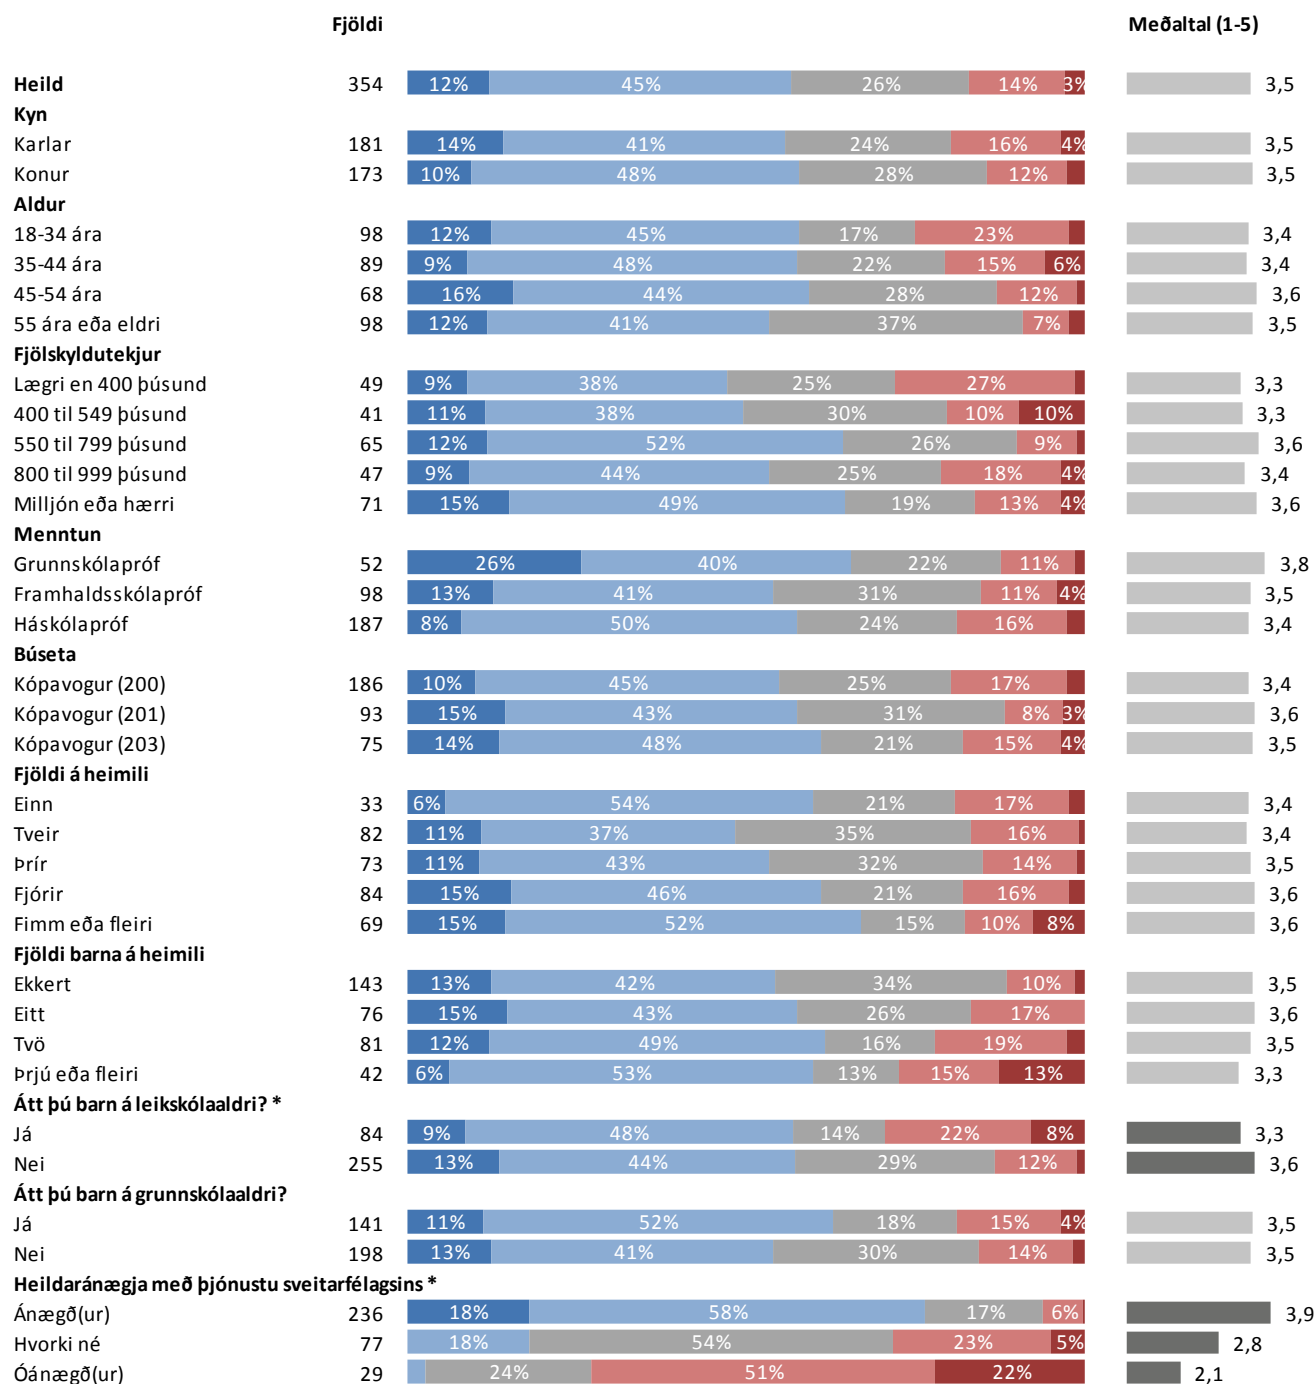 Fjöldi Meðaltal (1-5)
Heild 354 12% 45% 26% 14% 3% 3,5
Kyn
Karlar 181 14% 41% 24% 16% 4% 3,5
Konur 173 10% 48% 28% 12% 3,5
Aldur
18-34 ára 98 12% 45% 17% 23% 3,4
35-44 ára 89 9% 48% 22% 15% 6% 3,4
45-54 ára 68 16% 44% 28% 12% 3,6
55 ára eða eldri 98 12% 41% 37% 7% 3,5
Fjölskyldutekjur
Lægri en 400 þúsund 49 9% 38% 25% 27% 3,3
400 til 549 þúsund 41 11% 38% 30% 10% 10% 3,3
550 til 799 þúsund 65 12% 52% 26% 9% 3,6
800 til 999 þúsund 47 9% 44% 25% 18% 4% 3,4
Milljón eða hærri 71 15% 49% 19% 13% 4% 3,6
Menntun
Grunnskólapróf 52 26% 40% 22% 11% 3,8
Framhaldsskólapróf 98 13% 41% 31% 11% 4% 3,5
Háskólapróf 187 8% 50% 24% 16% 3,4
Búseta
Kópavogur (200) 186 10% 45% 25% 17% 3,4
Kópavogur (201) 93 15% 43% 31% 8% 3% 3,6
Kópavogur (203) 75 14% 48% 21% 15% 4% 3,5
Fjöldi á heimili
Einn 33 6% 54% 21% 17% 3,4
Tveir 82 11% 37% 35% 16% 3,4
Þrír 73 11% 43% 32% 14% 3,5
Fjórir 84 15% 46% 21% 16% 3,6
Fimm eða fleiri 69 15% 52% 15% 10% 8% 3,6
Fjöldi barna á heimili
Ekkert 143 13% 42% 34% 10% 3,5
Eitt 76 15% 43% 26% 17% 3,6
Tvö 81 12% 49% 16% 19% 3,5
Þrjú eða fleiri 42 6% 53% 13% 15% 13% 3,3
Átt þú barn á leikskólaaldri? *
Já 84 9% 48% 14% 22% 8% 3,3
Nei 255 13% 44% 29% 12% 3,6
Átt þú barn á grunnskólaaldri?
Já 141 11% 52% 18% 15% 4% 3,5
Nei 198 13% 41% 30% 14% 3,5
Heildaránægja með þjónustu sveitarfélagsins *
Ánægð(ur) 236 18% 58% 17% 6% 3,9
Hvorki né 77 18% 54% 23% 5% 2,8
Óánægð(ur) 29 24% 51% 22% 2,1